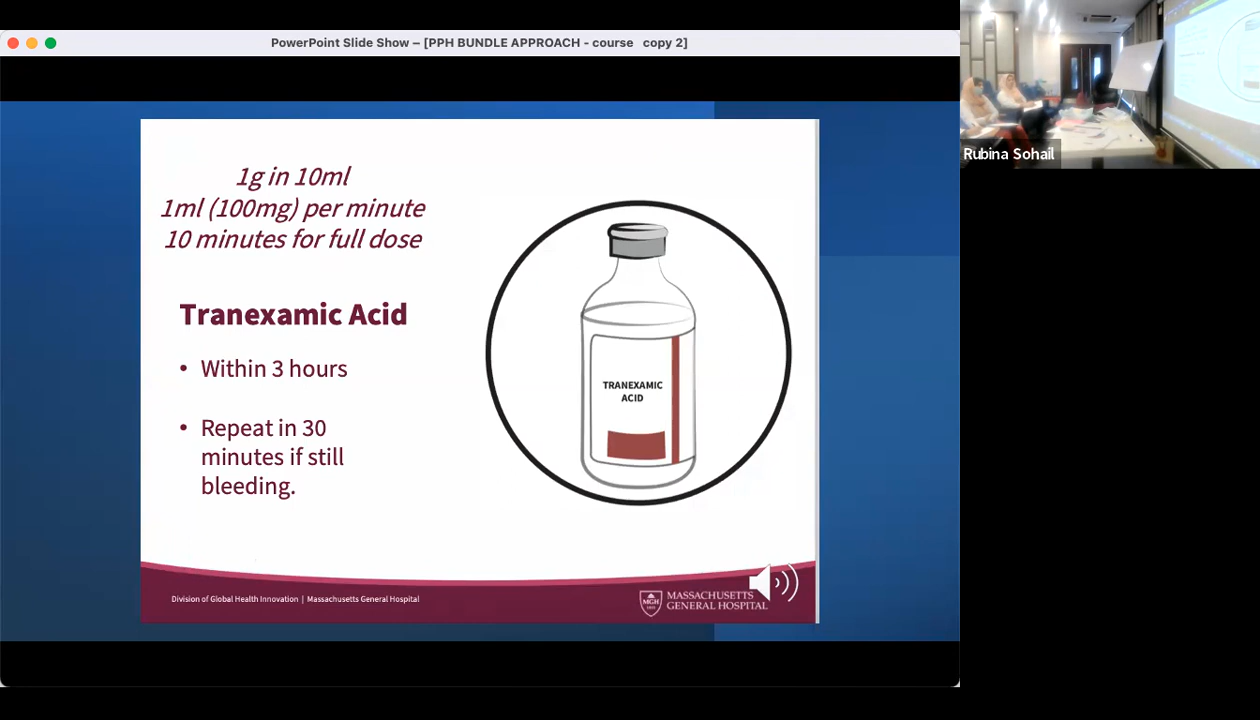 PowerPoint Slide Show – [PPH BUNDLE APPROACH - course copy 2]
Rubina Sohail
1g in 10ml
1ml (100mg) per minute
10 minutes for full dose
Tranexamic Acid
• Within 3 hours
• Repeat in 30
minutes if still
bleeding.
TRANEXAMIC
ACID
Division of Global Health Innovation | Massachusetts General Hospital
MGH
1811
MASSACHUSETTS
GENERAL HOSPITAL